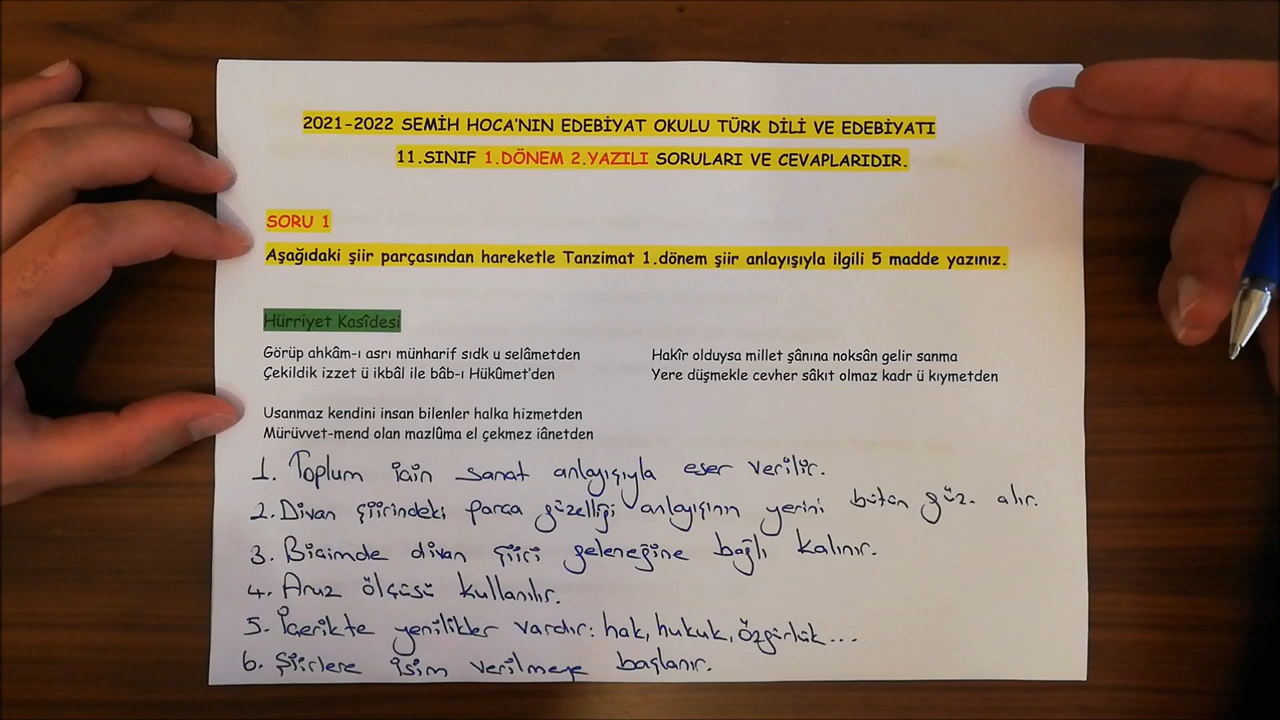 2021-2022 SEMİH HOCA'NIN EDEBİYAT OKULU TÜRK DİLİ VE EDEBİYATI
11.SINIF 1.DÖNEM 2.YAZILI SORULARI VE CEVAPLARIDIR.
SORU 1
Aşağıdaki şiir parçasından hareketle Tanzimat 1.dönem şiir anlayışıyla ilgili 5 madde yazınız.
Hürriyet Kasîdesi
Görüp ahkâm-ı asrı münharif sıdk u selâmetden
Çekildik izzet ü ikbâl ile bâb-ı Hükûmet'den
Usanmaz kendini insan bilenler halka hizmetden
Mürüvvet-mend olan mazlûma el çekmez iânetden
Hakîr olduysa millet şânına noksân gelir sanma
Yere düşmekle cevher sâkıt olmaz kadr ü kıymetden
1. Toplum için sanat anlayışıyla eser verilir.
2. Divan şiirindeki parça güzelliği anlayışının yerini bütün güz. alır.
3. Biçimde divan şiiri geleneğine bağlı kalınır.
4. Aruz ölçüsü kullanılır.
5. İçerikte yenilikler vardır: hak, hukuk, özgürlük...
6. Şiirlere isim verilmeye başlanır.